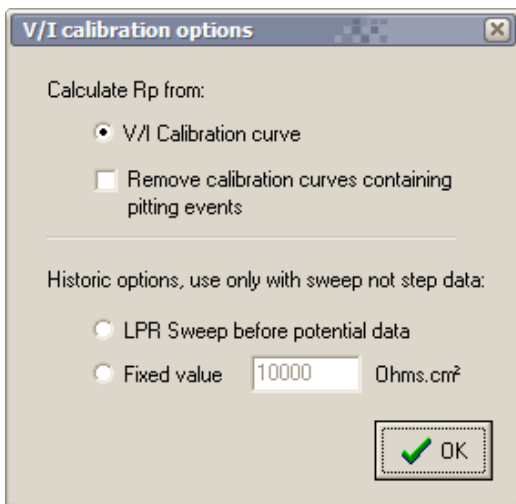 V/I calibration options
Calculate Rp from:
V/I Calibration curve
Remove calibration curves containing
pitting events
Historic options, use only with sweep not step data:
LPR Sweep before potential data
Fixed value 10000 Ohms.cm²
OK